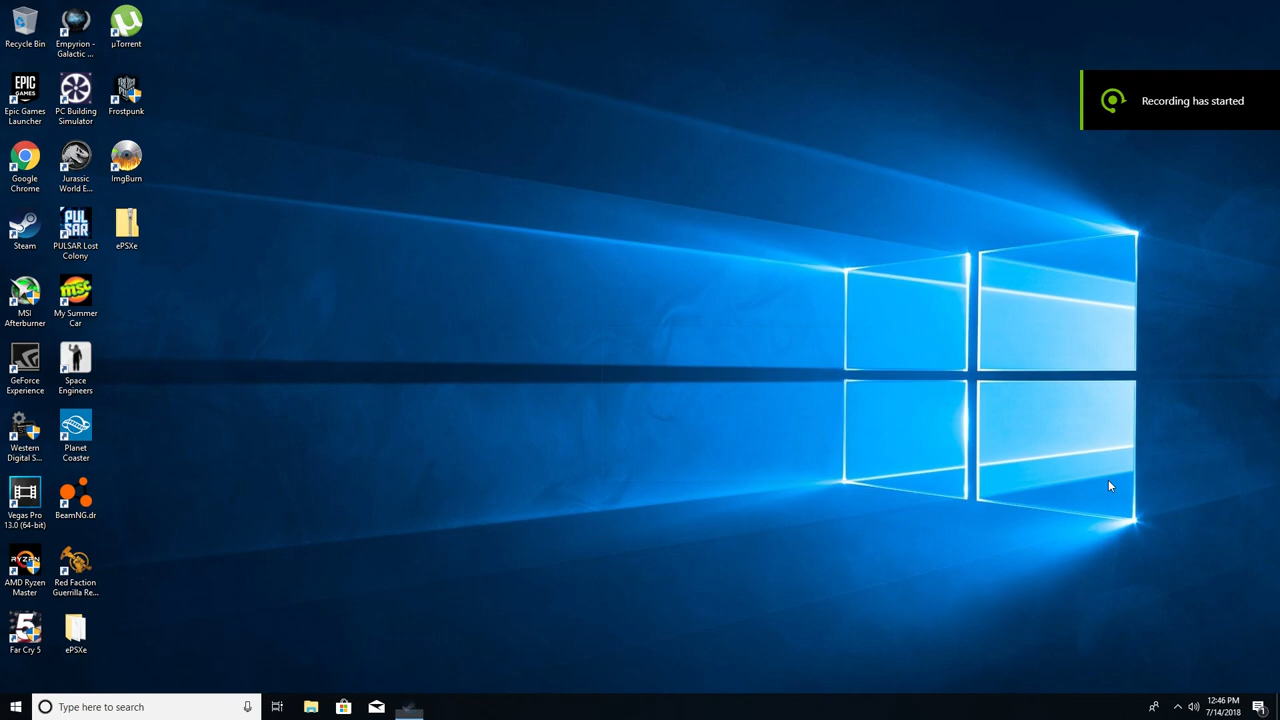 Recycle Bin
Empyrion -
Galactic ...
µTorrent
EPIC
GAMES
Epic Games
Launcher
PC Building
Simulator
Frostpunk
Google
Chrome
Jurassic
World E...
ImgBurn
Steam
PUL
SAR
PULSAR Lost
Colony
ePSXe
MSI
Afterburner
msc
My Summer
Car
GeForce
Experience
Space
Engineers
Western
Digital S...
Planet
Coaster
Vegas Pro
13.0 (64-bit)
BeamNG.dr
RYZEN
AMD Ryzen
Master
Red Faction
Guerrilla Re...
5
Far Cry 5
ePSXe
Recording has started
Type here to search
12:46 PM
7/14/2018
1